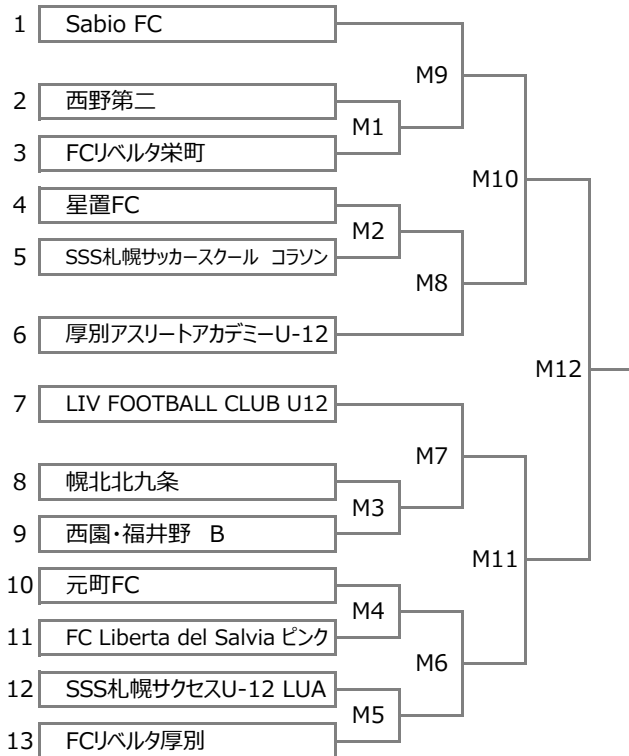 1 Sabio FC
M9
2 西野第二
M1
3 FCリベルタ栄町
M10
4 星置FC
M2
5 SSS札幌サッカースクール コラソン
M8
6 厚別アスリートアカデミーU-12
M12
7 LIV FOOTBALL CLUB U12
M7
8 幌北北九条
M3
9 西園・福井野 B
M11
10 元町FC
M4
11 FC Liberta del Salvia ピンク
M6
12 SSS札幌サクセスU-12 LUA
M5
13 FCリベルタ厚別